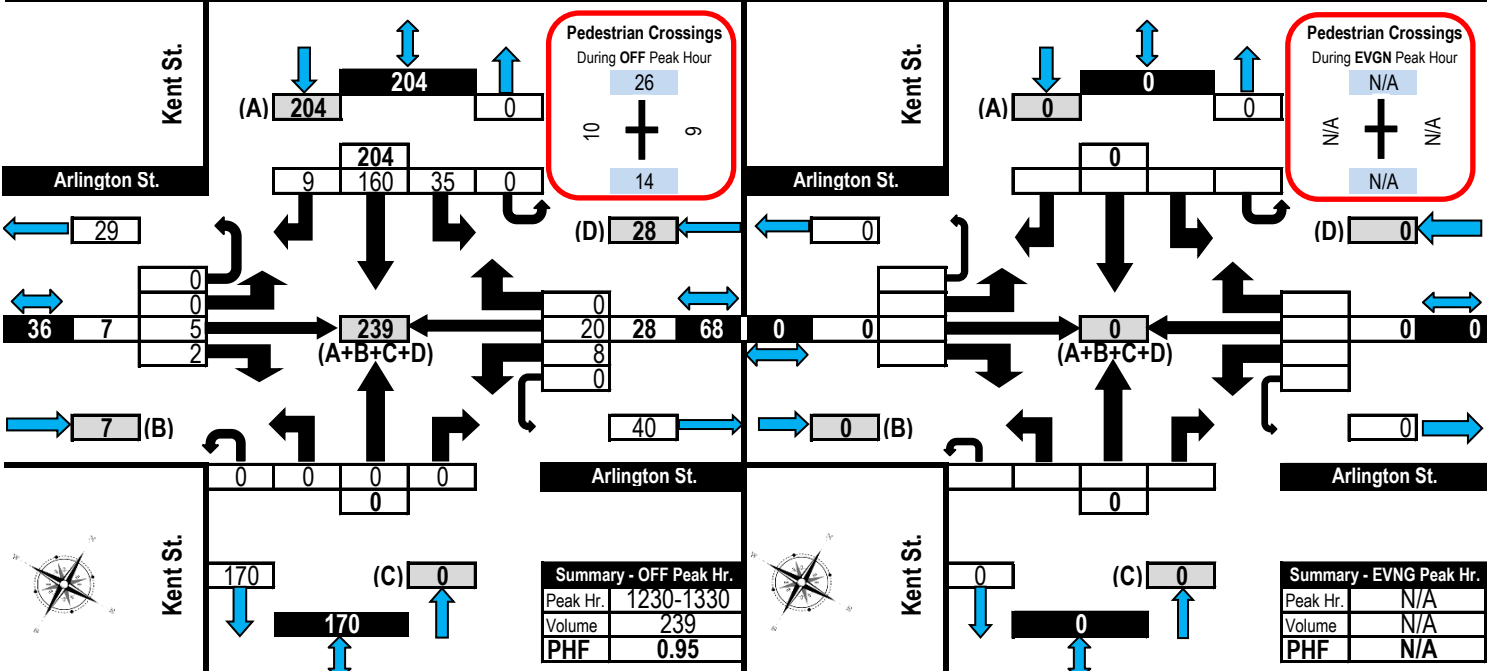 Kent St.
204
(A) 204 0
Pedestrian Crossings
During OFF Peak Hour
26
10 9
14
204
9 160 35 0
Arlington St.
29
(D) 28
0
0
36 7 5
2
239
(A+B+C+D)
0
20 28 68
8
0
7 (B)
40
0 0 0 0
0
Arlington St.
Kent St.
170
(C) 0
170
Summary - OFF Peak Hr.
Peak Hr. 1230-1330
Volume 239
PHF 0.95
Kent St.
0
(A) 0 0
Pedestrian Crossings
During EVGN Peak Hour
N/A
N/A N/A
N/A
0
Arlington St.
0
(D) 0
0 0
0
(A+B+C+D)
0 0
0 (B)
0
0
Arlington St.
Kent St.
0
(C) 0
0
Summary - EVNG Peak Hr.
Peak Hr. N/A
Volume N/A
PHF N/A